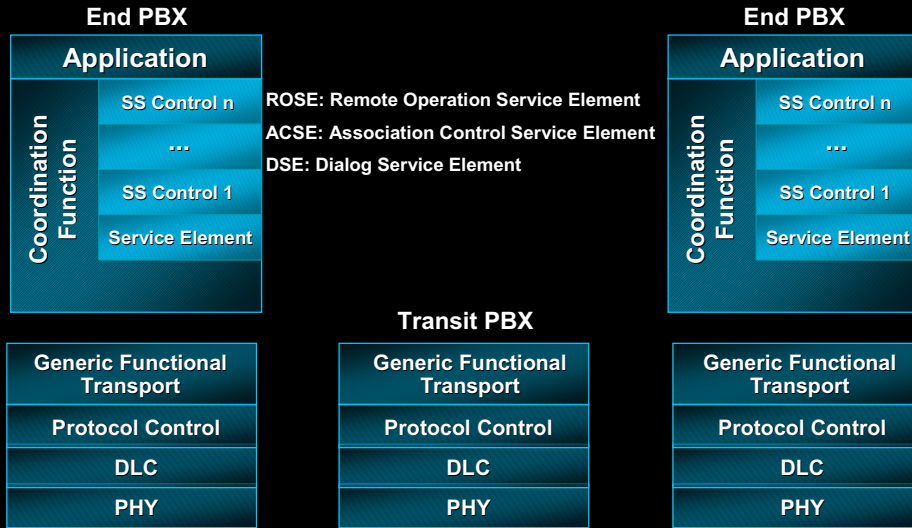 End PBX
Application
Coordination
Function
SS Control n
...
SS Control 1
Service Element
ROSE: Remote Operation Service Element
ACSE: Association Control Service Element
DSE: Dialog Service Element
End PBX
Application
Coordination
Function
SS Control n
...
SS Control 1
Service Element
Transit PBX
Generic Functional
Transport
Protocol Control
DLC
PHY
Generic Functional
Transport
Protocol Control
DLC
PHY
Generic Functional
Transport
Protocol Control
DLC
PHY